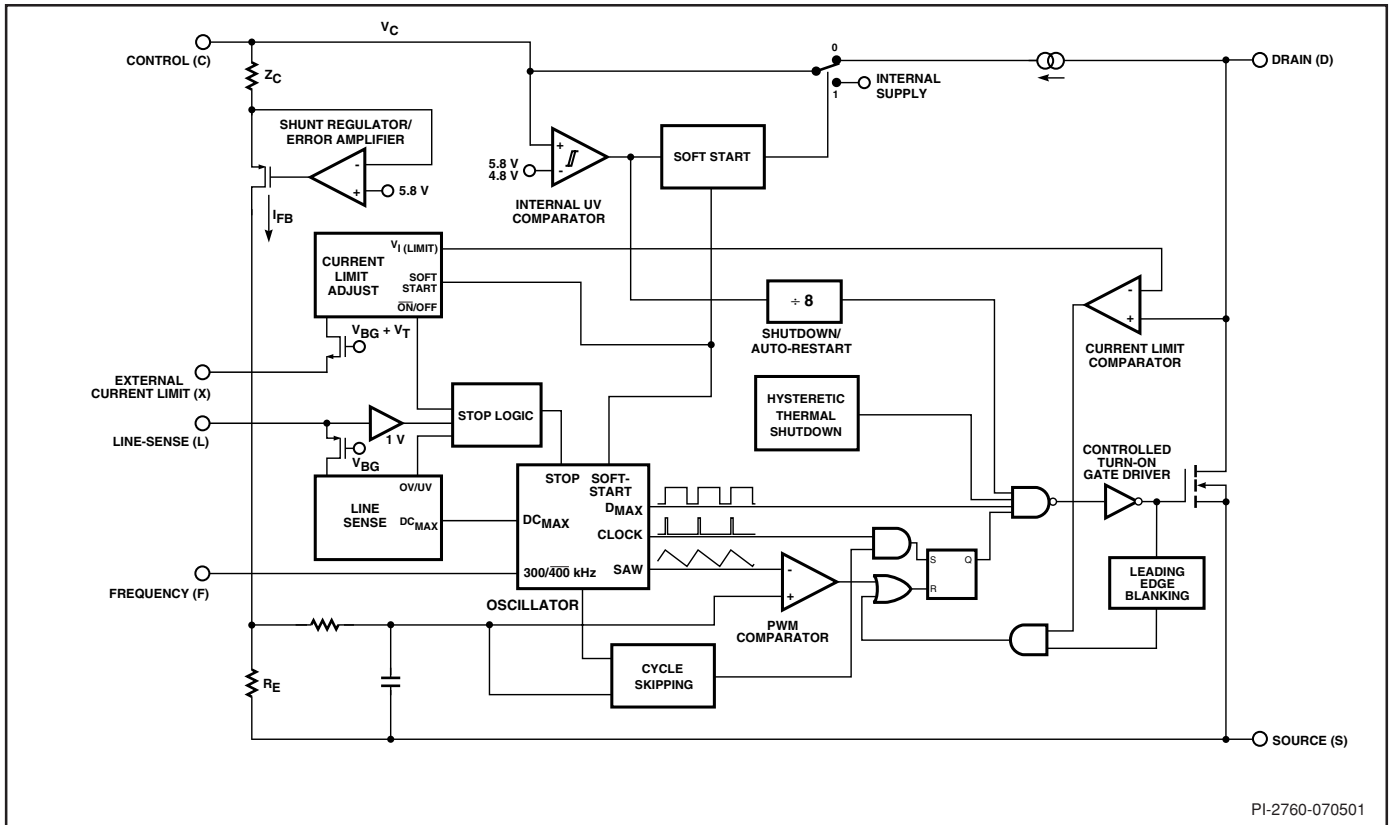 V_C
CONTROL (C)
Z_C
0
1
INTERNAL
SUPPLY
DRAIN (D)
SHUNT REGULATOR/
ERROR AMPLIFIER
-
+
5.8 V
I_FB
+
-
5.8 V
4.8 V
INTERNAL UV
COMPARATOR
SOFT START
V_I (LIMIT)
CURRENT
LIMIT
ADJUST
SOFT
START
O̅N̅/OFF
÷ 8
SHUTDOWN/
AUTO-RESTART
-
+
CURRENT LIMIT
COMPARATOR
V_BG + V_T
EXTERNAL
CURRENT LIMIT (X)
LINE-SENSE (L)
1 V
V_BG
STOP LOGIC
HYSTERETIC
THERMAL
SHUTDOWN
CONTROLLED
TURN-ON
GATE DRIVER
OV/UV
LINE
SENSE
DC_MAX
STOP
SOFT-
START
D_MAX
DC_MAX
CLOCK
SAW
300/4̅0̅0̅ kHz
OSCILLATOR
FREQUENCY (F)
-
+
PWM
COMPARATOR
S
Q
R
LEADING
EDGE
BLANKING
CYCLE
SKIPPING
R_E
SOURCE (S)
PI-2760-070501